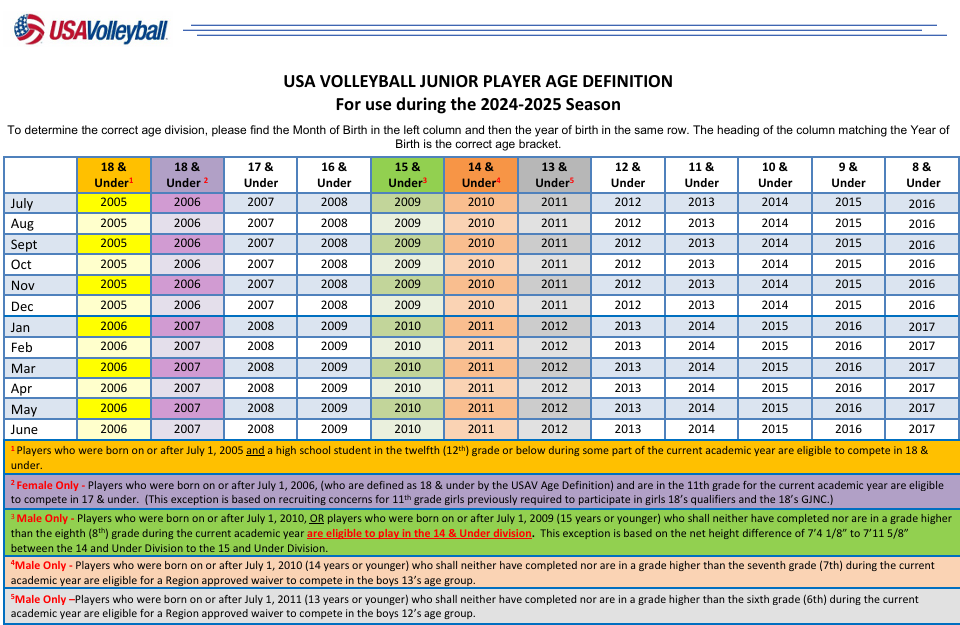 USAVolleyball
USA VOLLEYBALL JUNIOR PLAYER AGE DEFINITION
For use during the 2024-2025 Season
To determine the correct age division, please find the Month of Birth in the left column and then the year of birth in the same row. The heading of the column matching the Year of
Birth is the correct age bracket.
18 & Under1 18 & Under 2 17 & Under 16 & Under 15 & Under3 14 & Under4 13 & Under5 12 & Under 11 & Under 10 & Under 9 & Under 8 & Under
July 2005 2006 2007 2008 2009 2010 2011 2012 2013 2014 2015 2016
Aug 2005 2006 2007 2008 2009 2010 2011 2012 2013 2014 2015 2016
Sept 2005 2006 2007 2008 2009 2010 2011 2012 2013 2014 2015 2016
Oct 2005 2006 2007 2008 2009 2010 2011 2012 2013 2014 2015 2016
Nov 2005 2006 2007 2008 2009 2010 2011 2012 2013 2014 2015 2016
Dec 2005 2006 2007 2008 2009 2010 2011 2012 2013 2014 2015 2016
Jan 2006 2007 2008 2009 2010 2011 2012 2013 2014 2015 2016 2017
Feb 2006 2007 2008 2009 2010 2011 2012 2013 2014 2015 2016 2017
Mar 2006 2007 2008 2009 2010 2011 2012 2013 2014 2015 2016 2017
Apr 2006 2007 2008 2009 2010 2011 2012 2013 2014 2015 2016 2017
May 2006 2007 2008 2009 2010 2011 2012 2013 2014 2015 2016 2017
June 2006 2007 2008 2009 2010 2011 2012 2013 2014 2015 2016 2017
1 Players who were born on or after July 1, 2005 and a high school student in the twelfth (12th) grade or below during some part of the current academic year are eligible to compete in 18 &
under.
2 Female Only - Players who were born on or after July 1, 2006, (who are defined as 18 & under by the USAV Age Definition) and are in the 11th grade for the current academic year are eligible
to compete in 17 & under. (This exception is based on recruiting concerns for 11th grade girls previously required to participate in girls 18's qualifiers and the 18's GJNC.)
3 Male Only - Players who were born on or after July 1, 2010, OR players who were born on or after July 1, 2009 (15 years or younger) who shall neither have completed nor are in a grade higher
than the eighth (8th) grade during the current academic year are eligible to play in the 14 & Under division. This exception is based on the net height difference of 7'4 1/8" to 7'11 5/8"
between the 14 and Under Division to the 15 and Under Division.
4Male Only - Players who were born on or after July 1, 2010 (14 years or younger) who shall neither have completed nor are in a grade higher than the seventh grade (7th) during the current
academic year are eligible for a Region approved waiver to compete in the boys 13's age group.
5Male Only –Players who were born on or after July 1, 2011 (13 years or younger) who shall neither have completed nor are in a grade higher than the sixth grade (6th) during the current
academic year are eligible for a Region approved waiver to compete in the boys 12's age group.